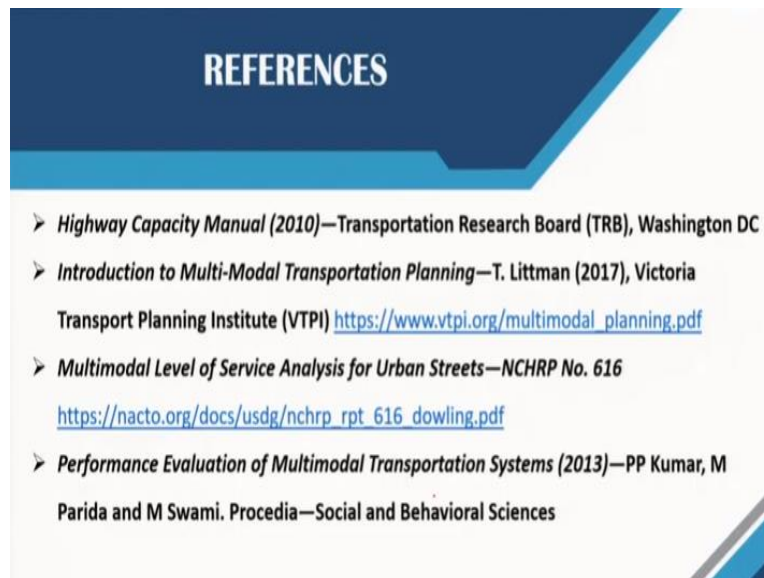 REFERENCES
➢ Highway Capacity Manual (2010)—Transportation Research Board (TRB), Washington DC
➢ Introduction to Multi-Modal Transportation Planning—T. Littman (2017), Victoria
Transport Planning Institute (VTPI) https://www.vtpi.org/multimodal_planning.pdf
➢ Multimodal Level of Service Analysis for Urban Streets—NCHRP No. 616
https://nacto.org/docs/usdg/nchrp_rpt_616_dowling.pdf
➢ Performance Evaluation of Multimodal Transportation Systems (2013)—PP Kumar, M
Parida and M Swami. Procedia—Social and Behavioral Sciences